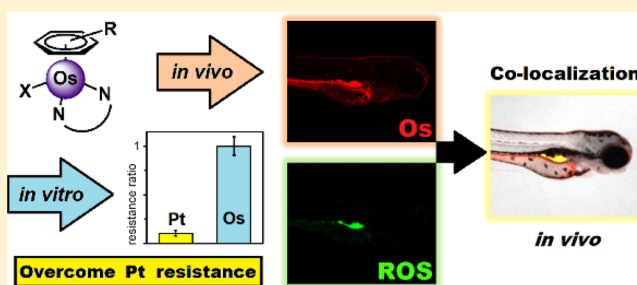 R
Os
X
N
N
in vivo
in vitro
1
resistance ratio
Pt
Os
Overcome Pt resistance
Os
ROS
Co-localization
in vivo